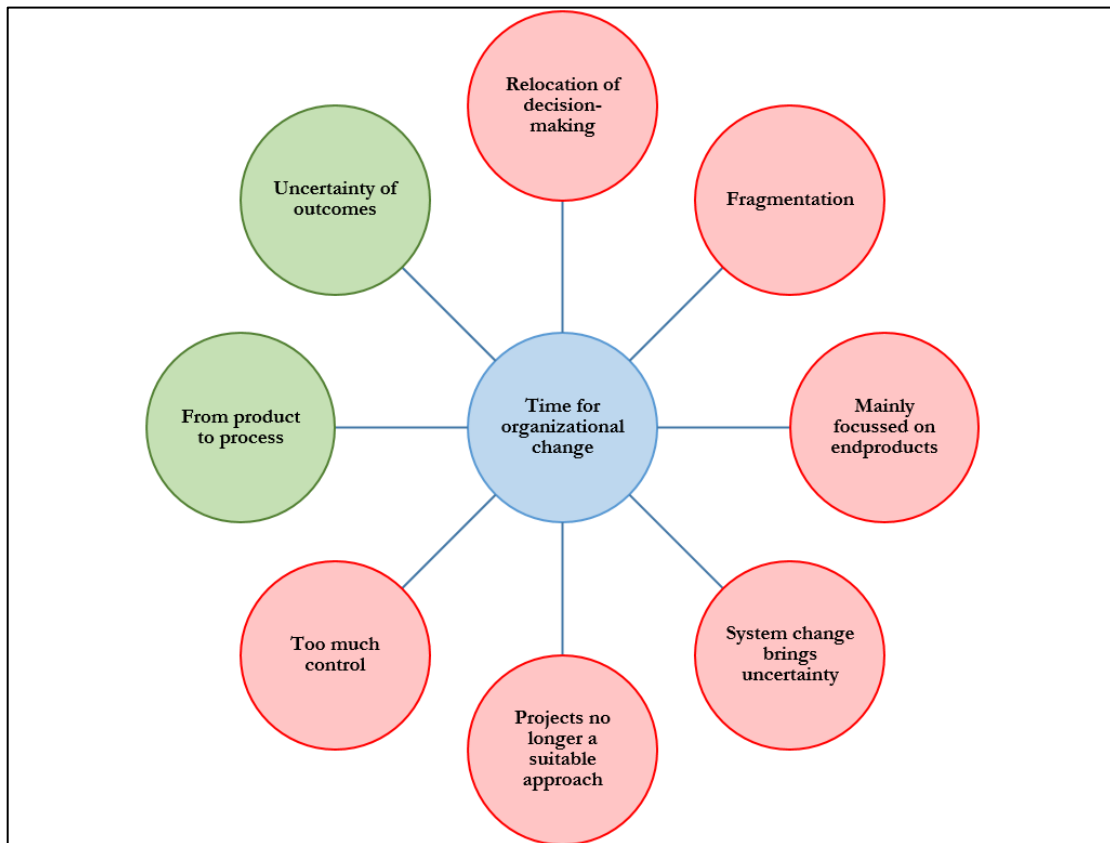 Relocation of
decision-
making
Uncertainty of
outcomes
Fragmentation
From product
to process
Time for
organizational
change
Mainly
focussed on
endproducts
Too much
control
System change
brings
uncertainty
Projects no
longer a
suitable
approach